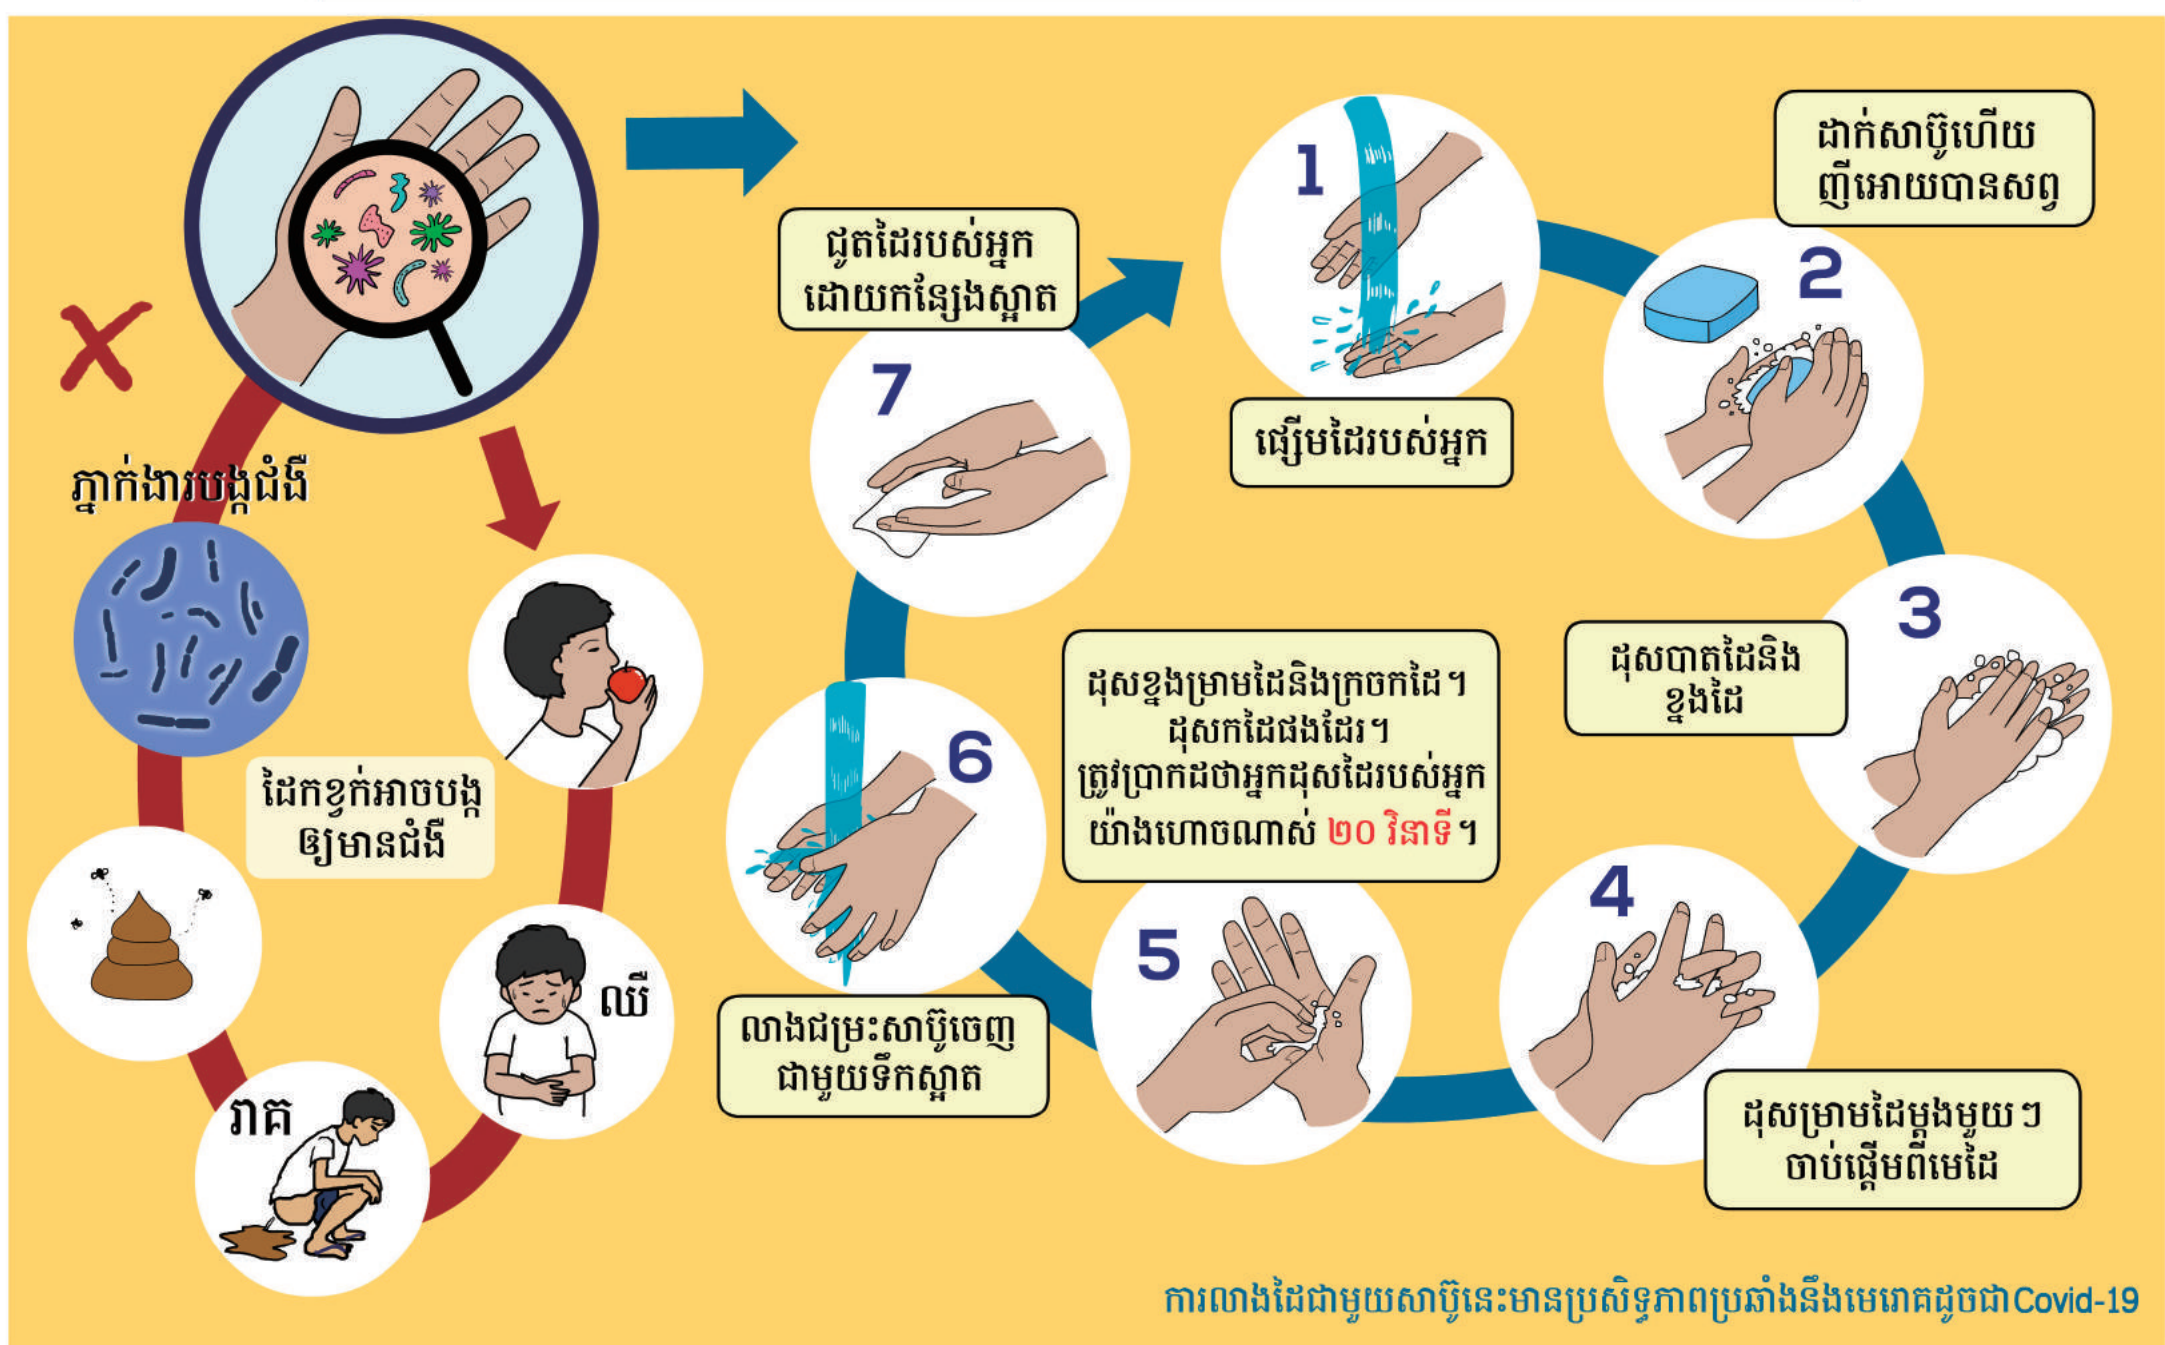 ភ្នាក់ងារបង្កជំងឺ
ដៃកខ្វក់អាចបង្ក
ឲ្យមានជំងឺ
ឈឺ
រាគ
1
ផ្សើមដៃរបស់អ្នក
2
ដាក់សាប៊ូហើយ
ញីអោយបានសព្វ
3
ដុសបាតដៃនិង
ខ្នងដៃ
4
ដុសម្រាមដៃម្តងមួយៗ
ចាប់ផ្តើមពីមេដៃ
5
ដុសខ្នងម្រាមដៃនិងក្រចកដៃ។
ដុសកដៃផងដែរ។
ត្រូវប្រាកដថាអ្នកដុសដៃរបស់អ្នក
យ៉ាងហោចណាស់ ២០ វិនាទី។
6
លាងជម្រះសាប៊ូចេញ
ជាមួយទឹកស្អាត
7
ជូតដៃរបស់អ្នក
ដោយកន្សែងស្អាត
ការលាងដៃជាមួយសាប៊ូនេះមានប្រសិទ្ធភាពប្រឆាំងនឹងមេរោគដូចជាCovid-19